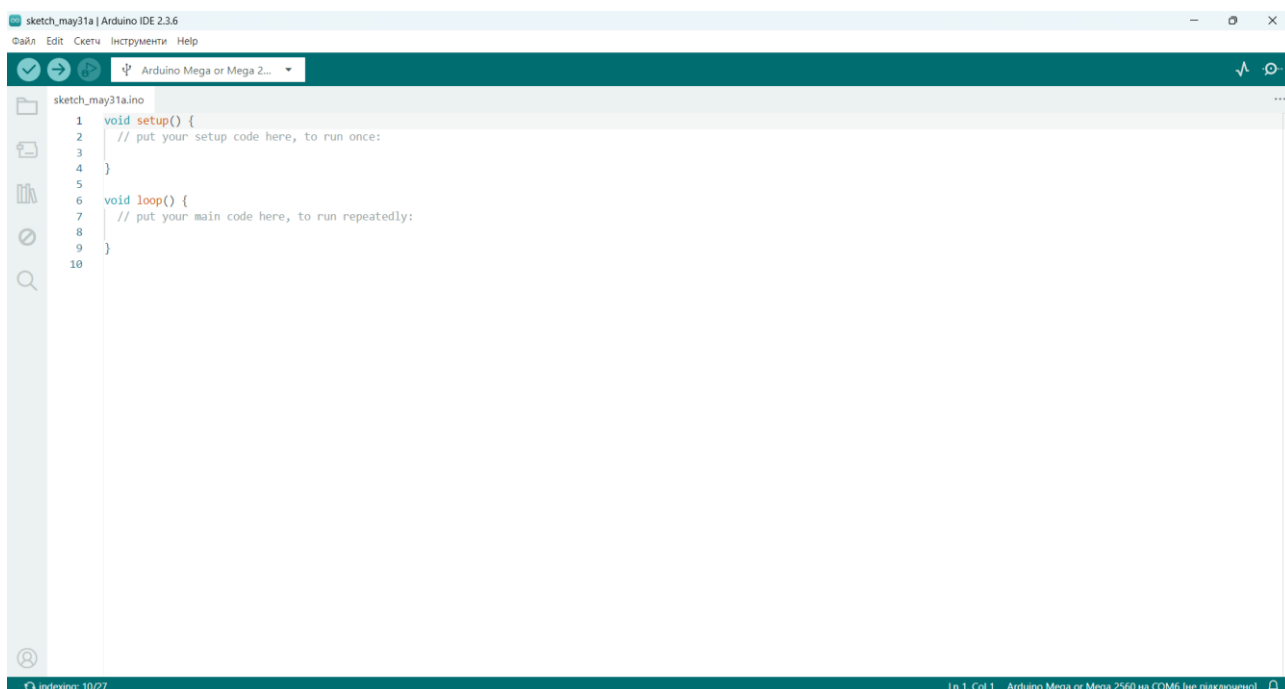 sketch_may31a | Arduino IDE 2.3.6
Файл Edit Скетч Інструменти Help
Arduino Mega or Mega 2...
sketch_may31a.ino
1 void setup() {
2 // put your setup code here, to run once:
3
4 }
5
6 void loop() {
7 // put your main code here, to run repeatedly:
8
9 }
10
indexing: 10/27 Ln 1, Col 1 Arduino Mega or Mega 2560 на COM6 [не підключено]